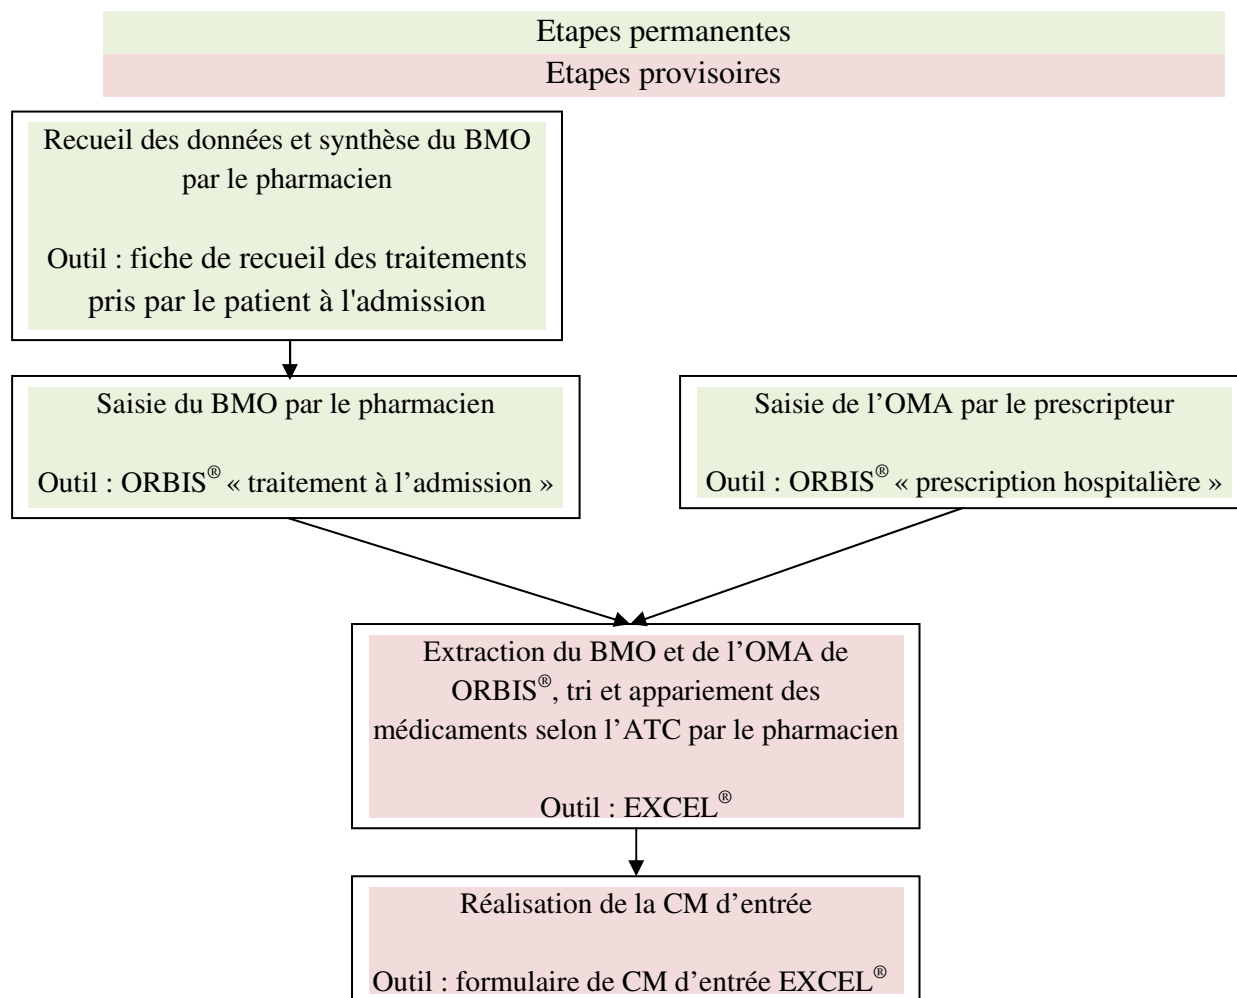 Etapes permanentes
Etapes provisoires
Recueil des données et synthèse du BMO
par le pharmacien
Outil : fiche de recueil des traitements
pris par le patient à l'admission
Saisie du BMO par le pharmacien
Outil : ORBIS® « traitement à l’admission »
Saisie de l’OMA par le prescripteur
Outil : ORBIS® « prescription hospitalière »
Extraction du BMO et de l’OMA de
ORBIS®, tri et appariement des
médicaments selon l’ATC par le pharmacien
Outil : EXCEL®
Réalisation de la CM d’entrée
Outil : formulaire de CM d’entrée EXCEL®